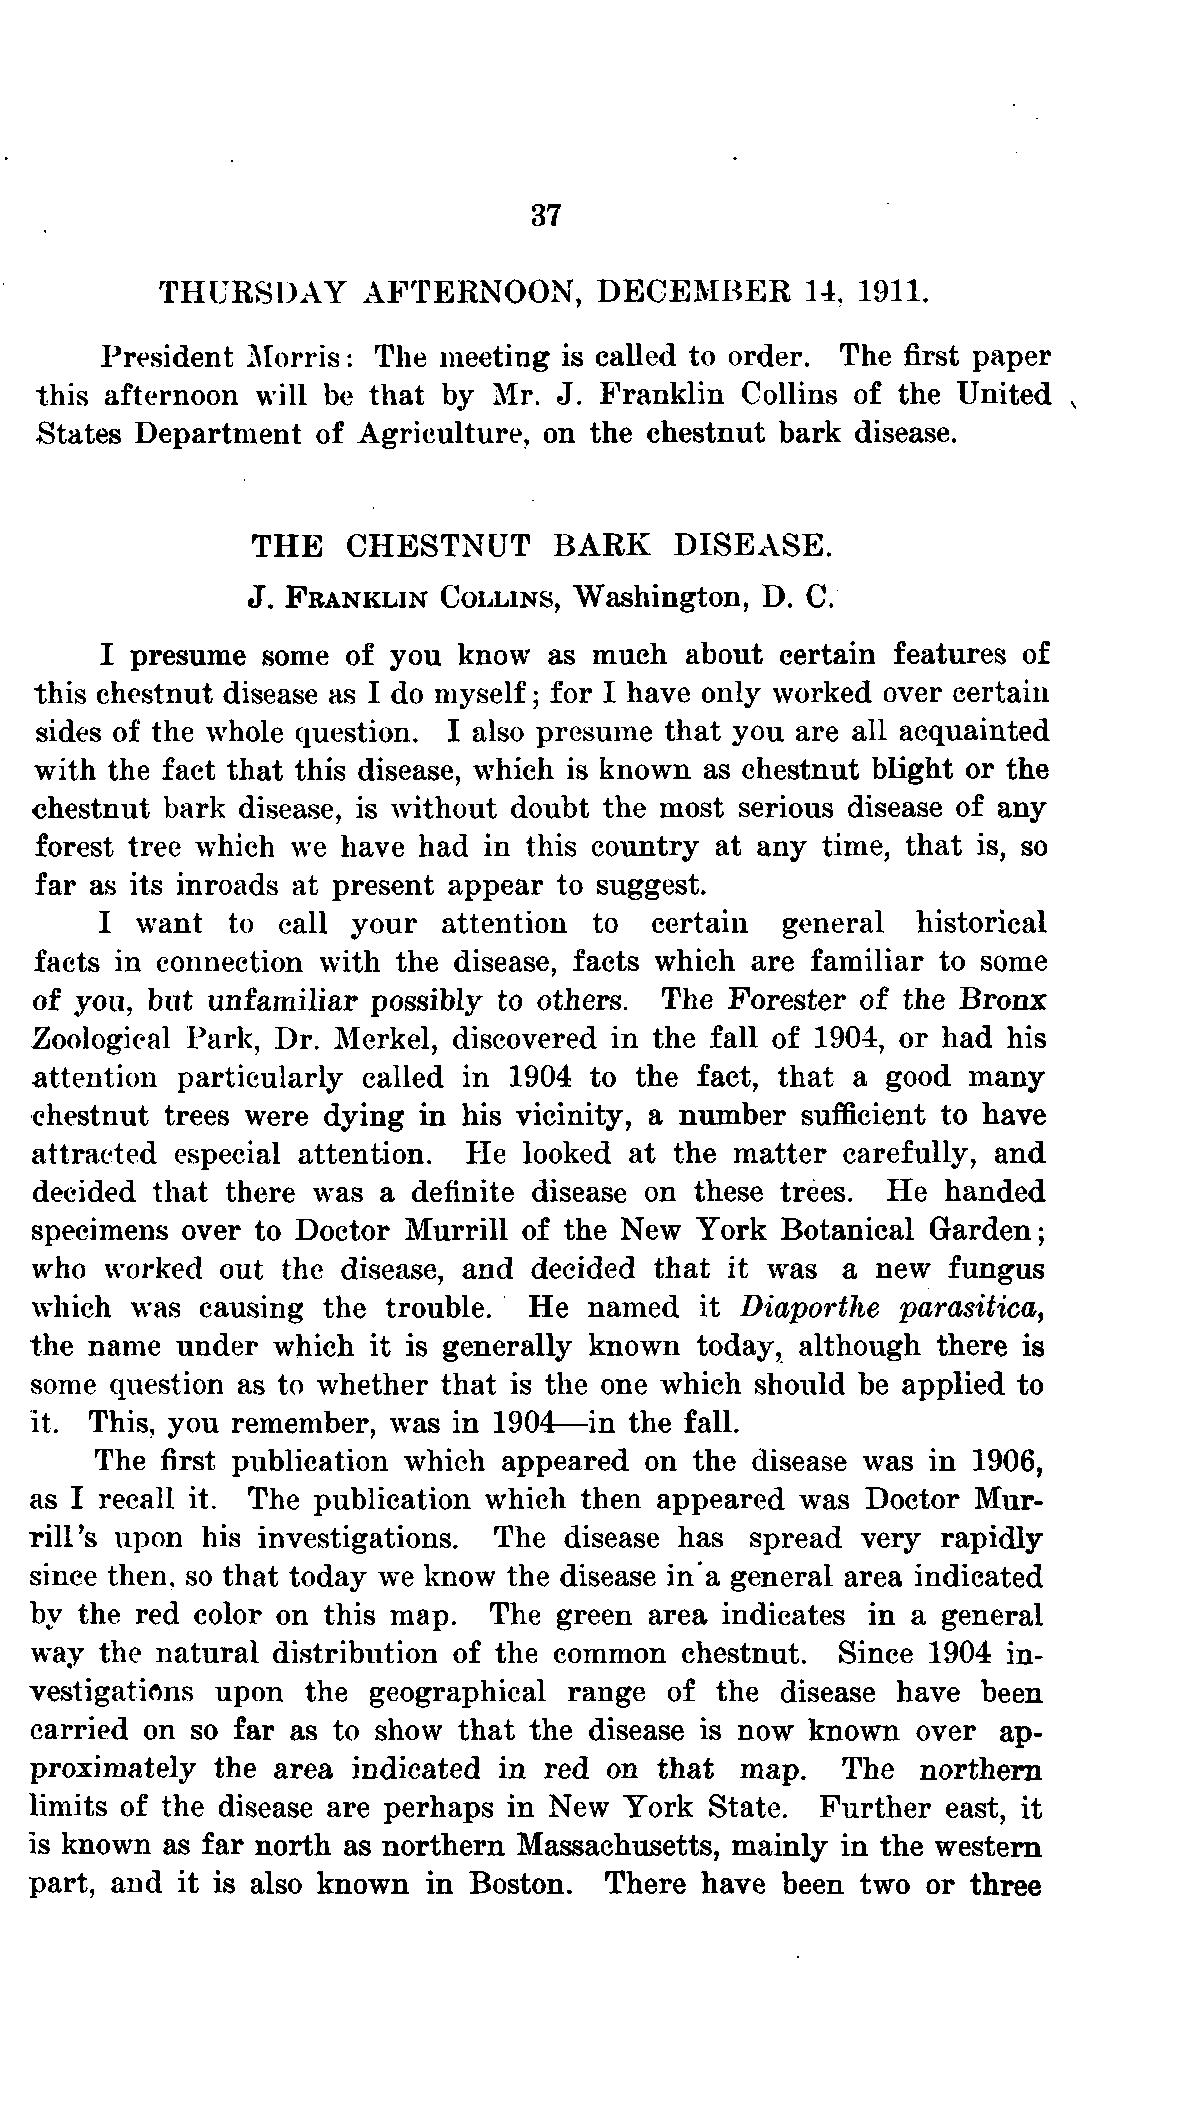 37
THURSDAY AFTERNOON, DECEMBER 14, 1911.
President Morris: The meeting is called to order. The first paper
this afternoon will be that by Mr. J. Franklin Collins of the United
States Department of Agriculture, on the chestnut bark disease.
THE CHESTNUT BARK DISEASE.
J. FRANKLIN COLLINS, Washington, D. C.
I presume some of you know as much about certain features of
this chestnut disease as I do myself; for I have only worked over certain
sides of the whole question. I also presume that you are all acquainted
with the fact that this disease, which is known as chestnut blight or the
chestnut bark disease, is without doubt the most serious disease of any
forest tree which we have had in this country at any time, that is, so
far as its inroads at present appear to suggest.
I want to call your attention to certain general historical
facts in connection with the disease, facts which are familiar to some
of you, but unfamiliar possibly to others. The Forester of the Bronx
Zoological Park, Dr. Merkel, discovered in the fall of 1904, or had his
attention particularly called in 1904 to the fact, that a good many
chestnut trees were dying in his vicinity, a number sufficient to have
attracted especial attention. He looked at the matter carefully, and
decided that there was a definite disease on these trees. He handed
specimens over to Doctor Murrill of the New York Botanical Garden;
who worked out the disease, and decided that it was a new fungus
which was causing the trouble. He named it Diaporthe parasitica,
the name under which it is generally known today, although there is
some question as to whether that is the one which should be applied to
it. This, you remember, was in 1904—in the fall.
The first publication which appeared on the disease was in 1906,
as I recall it. The publication which then appeared was Doctor Mur-
rill's upon his investigations. The disease has spread very rapidly
since then, so that today we know the disease in a general area indicated
by the red color on this map. The green area indicates in a general
way the natural distribution of the common chestnut. Since 1904 in-
vestigations upon the geographical range of the disease have been
carried on so far as to show that the disease is now known over ap-
proximately the area indicated in red on that map. The northern
limits of the disease are perhaps in New York State. Further east, it
is known as far north as northern Massachusetts, mainly in the western
part, and it is also known in Boston. There have been two or three